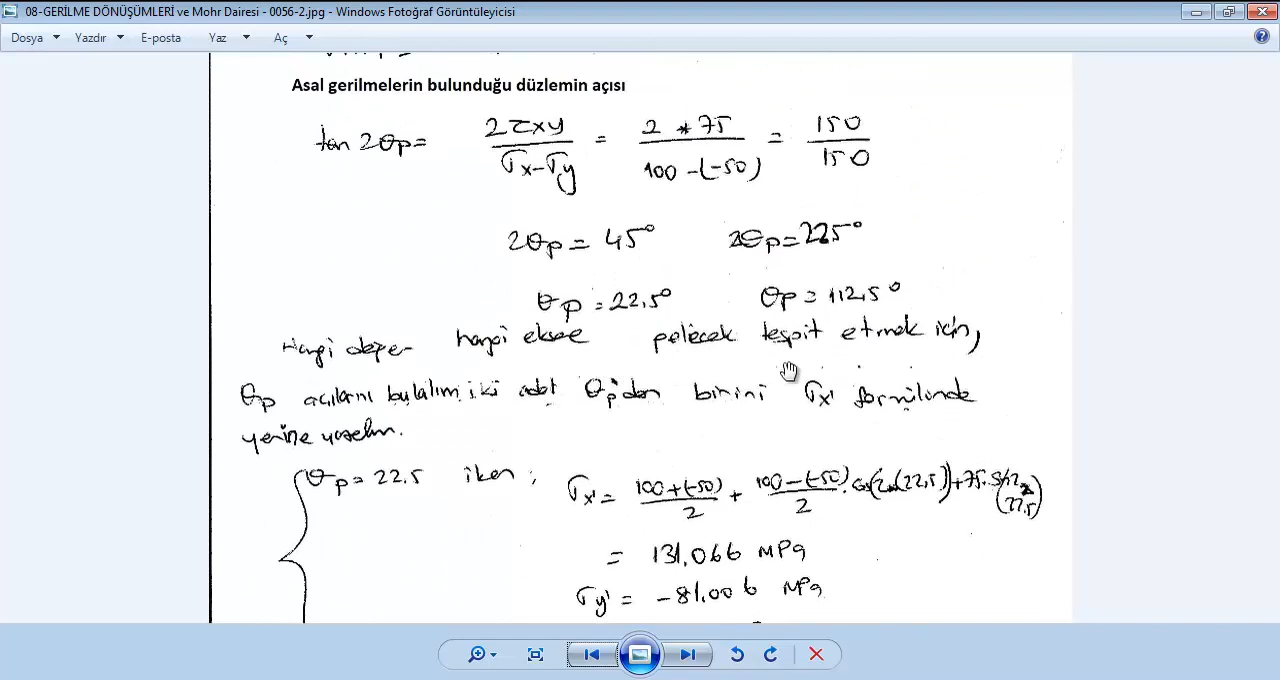 08-GERİLME DÖNÜŞÜMLERİ ve Mohr Dairesi - 0056-2.jpg - Windows Fotoğraf Görüntüleyicisi
Dosya Yazdır E-posta Yaz Aç
Asal gerilmelerin bulunduğu düzlemin açısı
tan 2θp = 2τxy / σx-σy = 2 * 75 / 100-(-50) = 150 / 150
2θp = 45° 2θp = 225°
θp = 22,5° θp = 112,5°
Hangi değer hangi eksene gelecek tespit etmek için,
θp açılarını bulalım iki adet θp'den birini σx' formülünde
yerine yazalım.
θp = 22.5 iken ; σx' = 100+(-50) / 2 + 100-(-50) / 2 . cos(2*(22,5)) + 75. Sin2*(22.5)
= 131,066 MPa
σy' = -81,006 MPa